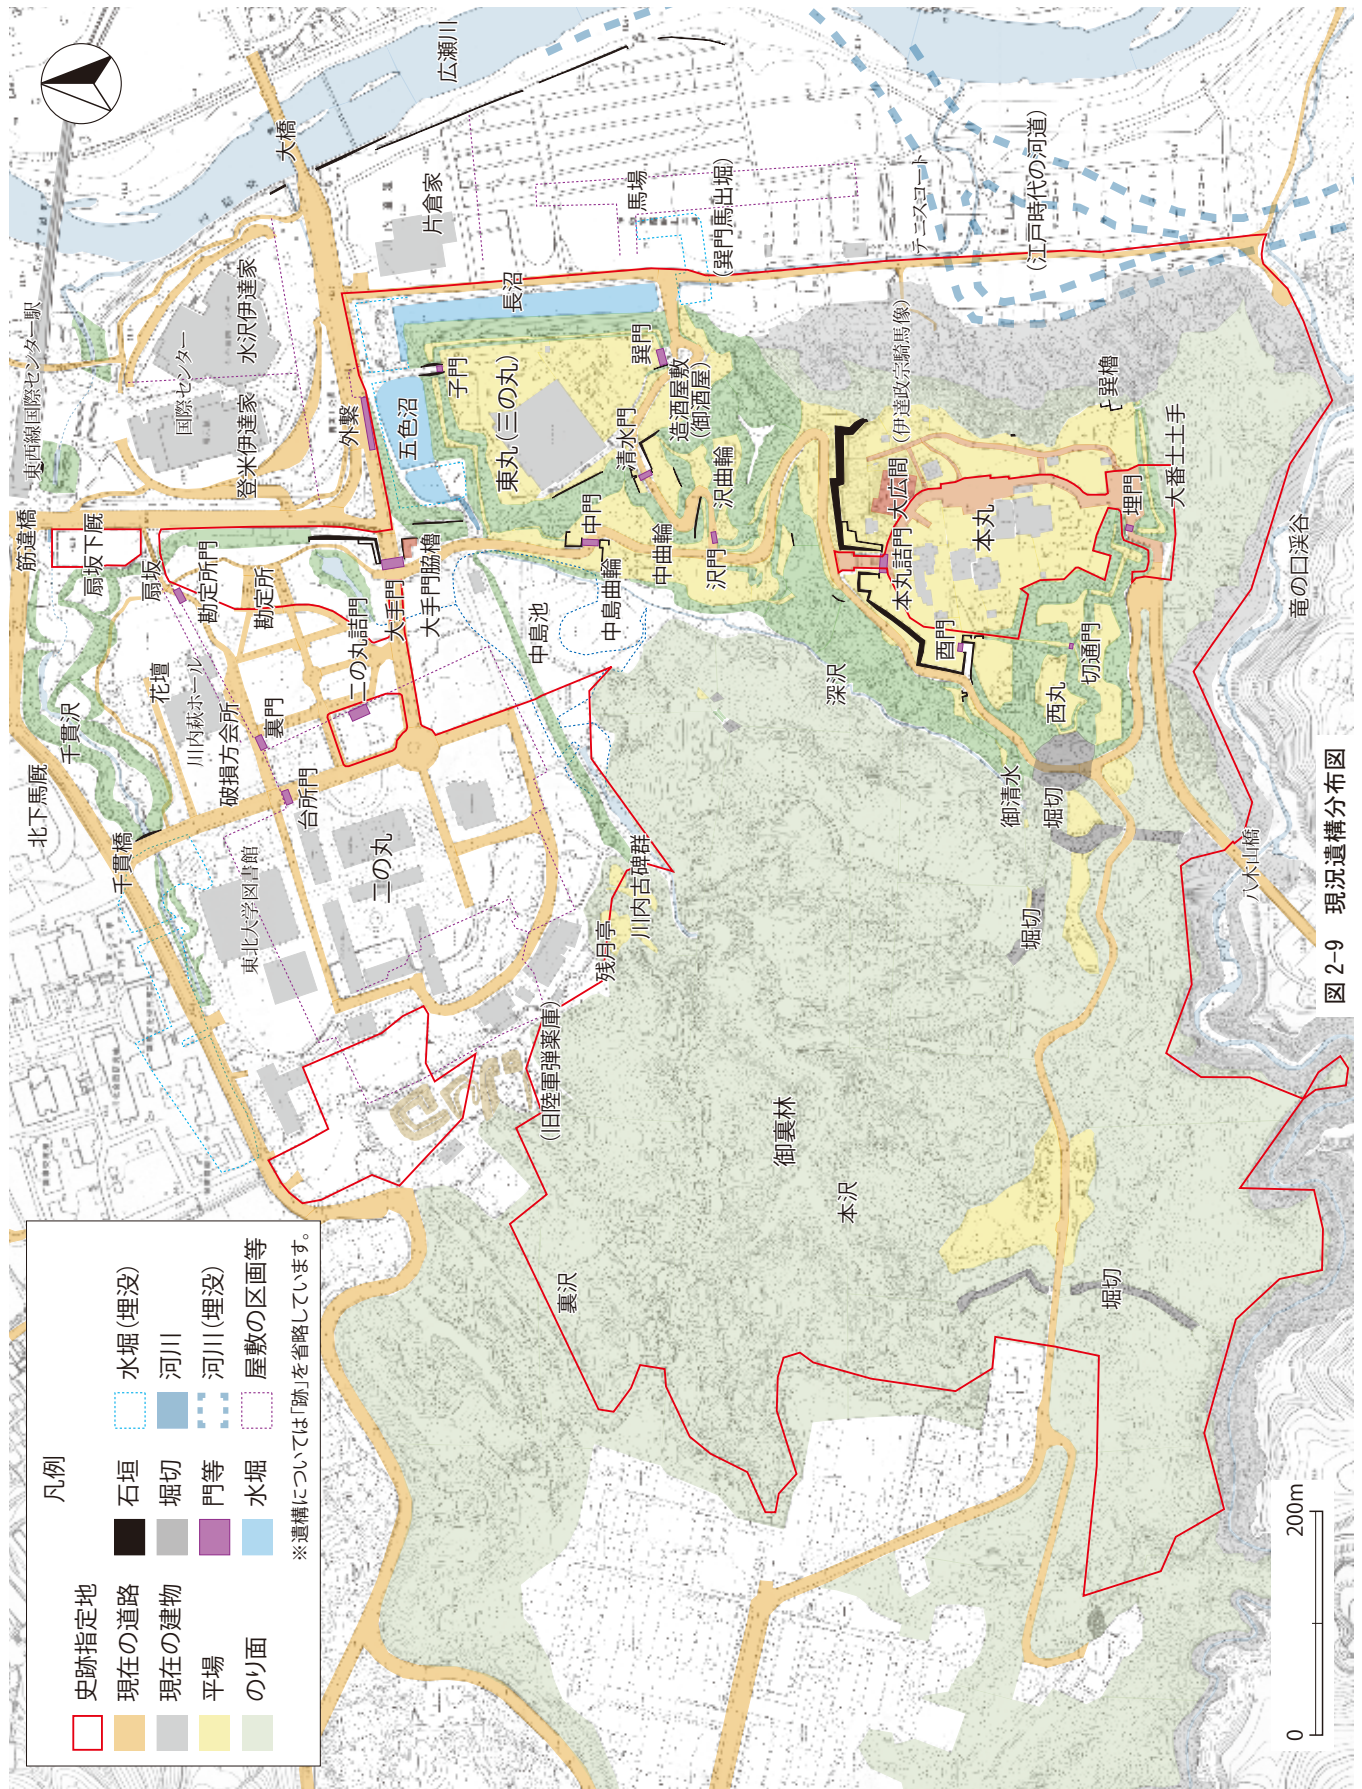 凡例
史跡指定地
現在の道路
現在の建物
平場
のり面
石垣
堀切
門等
水堀
水堀（埋没）
河川
河川（埋没）
屋敷の区画等
※遺構については「跡」を省略しています。
東西線国際センター駅
広瀬川
大橋
国際センター
水沢伊達家
登米伊達家
片倉家
馬場
（巽門馬出堀）
テニスコート
（江戸時代の河道）
筋違橋
扇坂下厩
扇坂
勘定所門
勘定所
外繋
五色沼
長沼
子門
東丸（三の丸）
巽門
清水門
造酒屋敷
（御酒屋）
沢曲輪
沢門
中門
中曲輪
中島曲輪
中島池
大手門脇櫓
大手門
二の丸詰門
千貫沢
花壇
川内萩ホール
破損方会所
裏門
台所門
北下馬厩
千貫橋
東北大学図書館
二の丸
残月亭
川内古碑群
（旧陸軍弾薬庫）
（伊達政宗騎馬像）
大広間
本丸詰門
本丸
酉門
深沢
巽櫓
大番士土手
埋門
切通門
西丸
御清水
堀切
堀切
堀切
竜の口渓谷
八木山橋
御裏林
本沢
裏沢
0
200m
図 2-9　現況遺構分布図